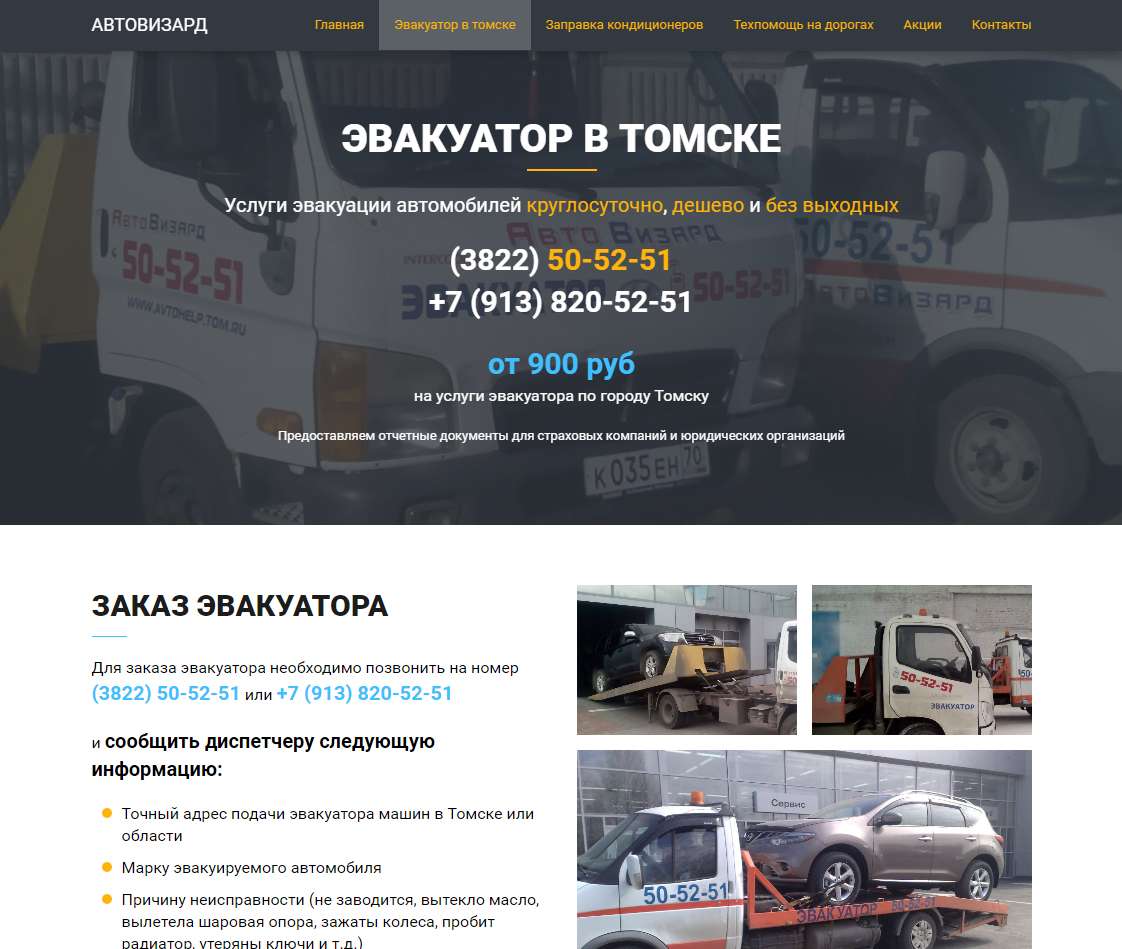 АВТОВИЗАРД
Главная
Эвакуатор в томске
Заправка кондиционеров
Техпомощь на дорогах
Акции
Контакты
ЭВАКУАТОР В ТОМСКЕ
Услуги эвакуации автомобилей круглосуточно, дешево и без выходных
(3822) 50-52-51
+7 (913) 820-52-51
от 900 руб
на услуги эвакуатора по городу Томску
Предоставляем отчетные документы для страховых компаний и юридических организаций
АвтоВизард
50-52-51
WWW.AVTOHELP.TOM.RU
АвтоВизард
ЭВАКУАТОР
50-52-51
50-52-51
АвтоВизард
К 035 ЕН 70
ЗАКАЗ ЭВАКУАТОРА
Для заказа эвакуатора необходимо позвонить на номер
(3822) 50-52-51 или +7 (913) 820-52-51
и сообщить диспетчеру следующую
информацию:
Точный адрес подачи эвакуатора машин в Томске или
области
Марку эвакуируемого автомобиля
Причину неисправности (не заводится, вытекло масло,
вылетела шаровая опора, зажаты колеса, пробит
радиатор, утеряны ключи и т.д.)
50-52-51
ЭВАКУАТОР
Сервис
50-52-51
ЭВАКУАТОР 50-52-51